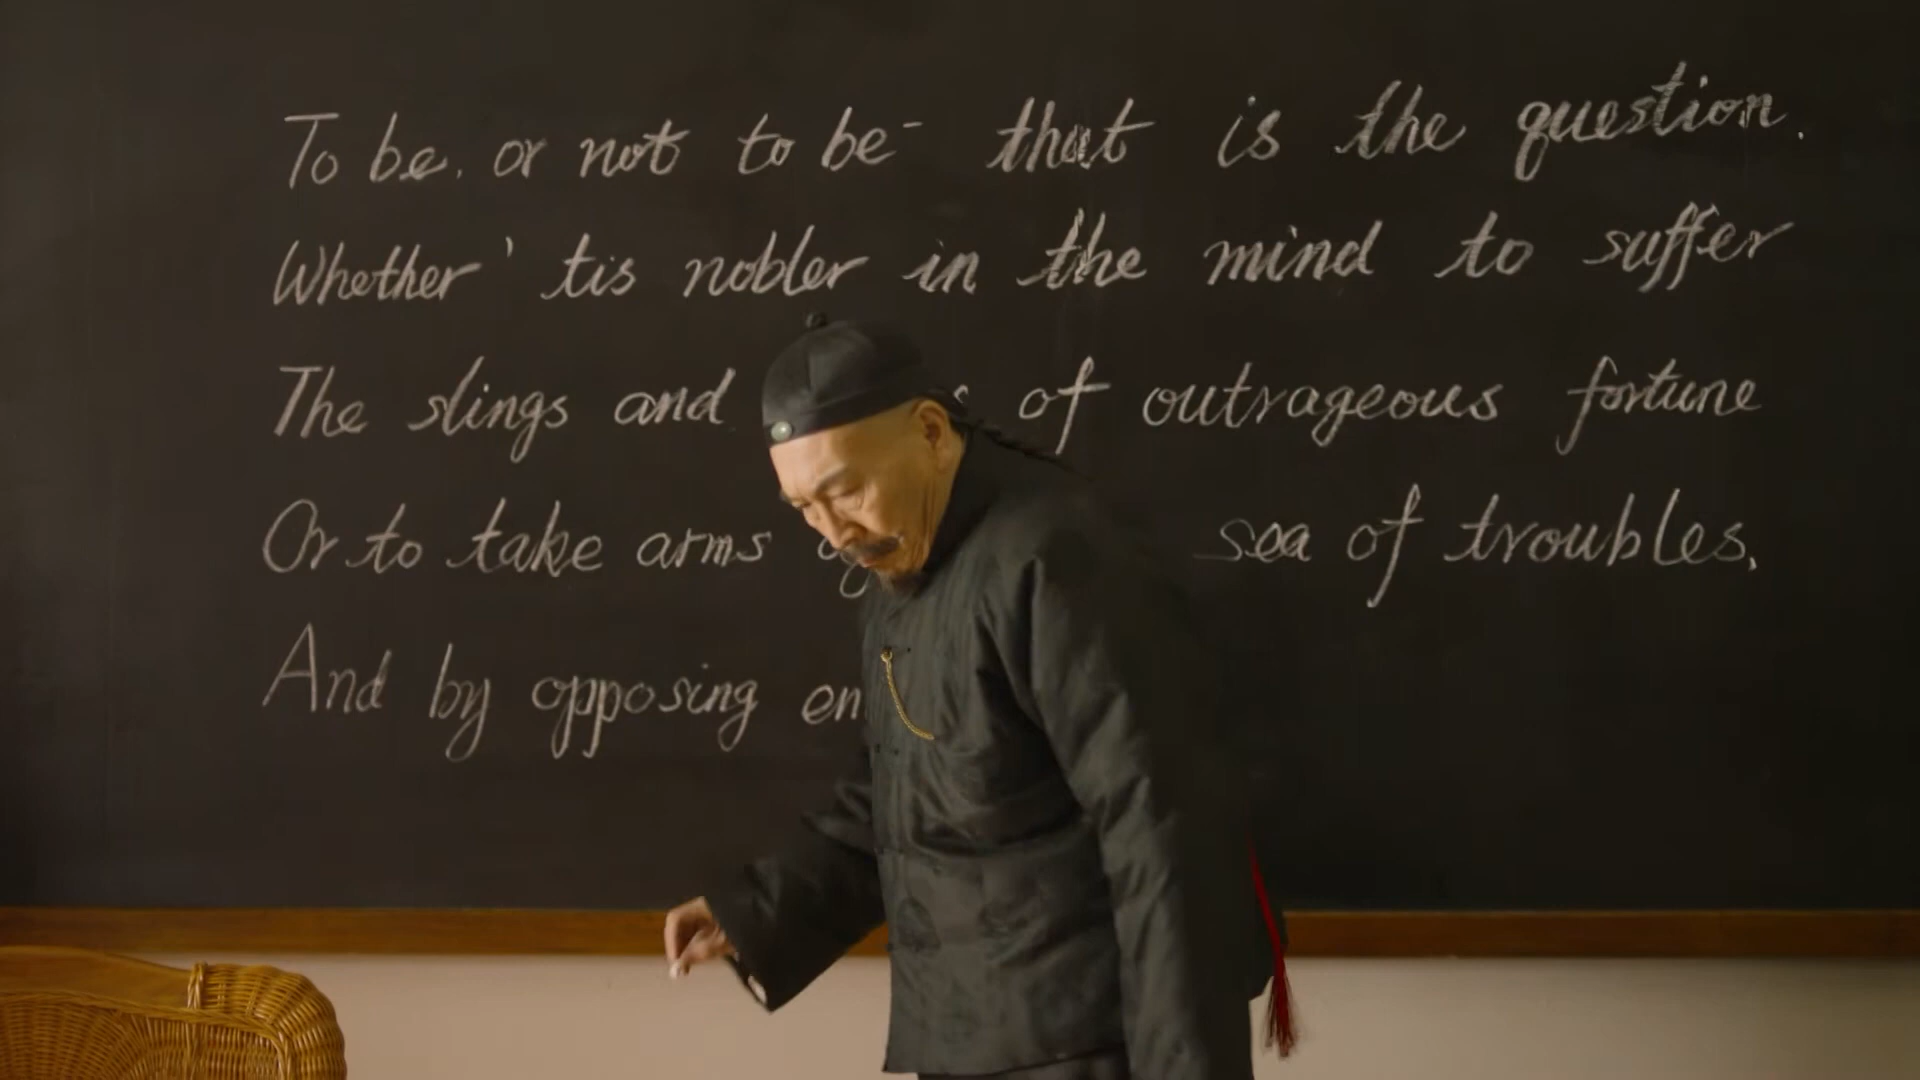 To be, or not to be- that is the question.
Whether ' tis nobler in the mind to suffer
The slings and of outrageous fortune
Or to take arms sea of troubles,
And by opposing